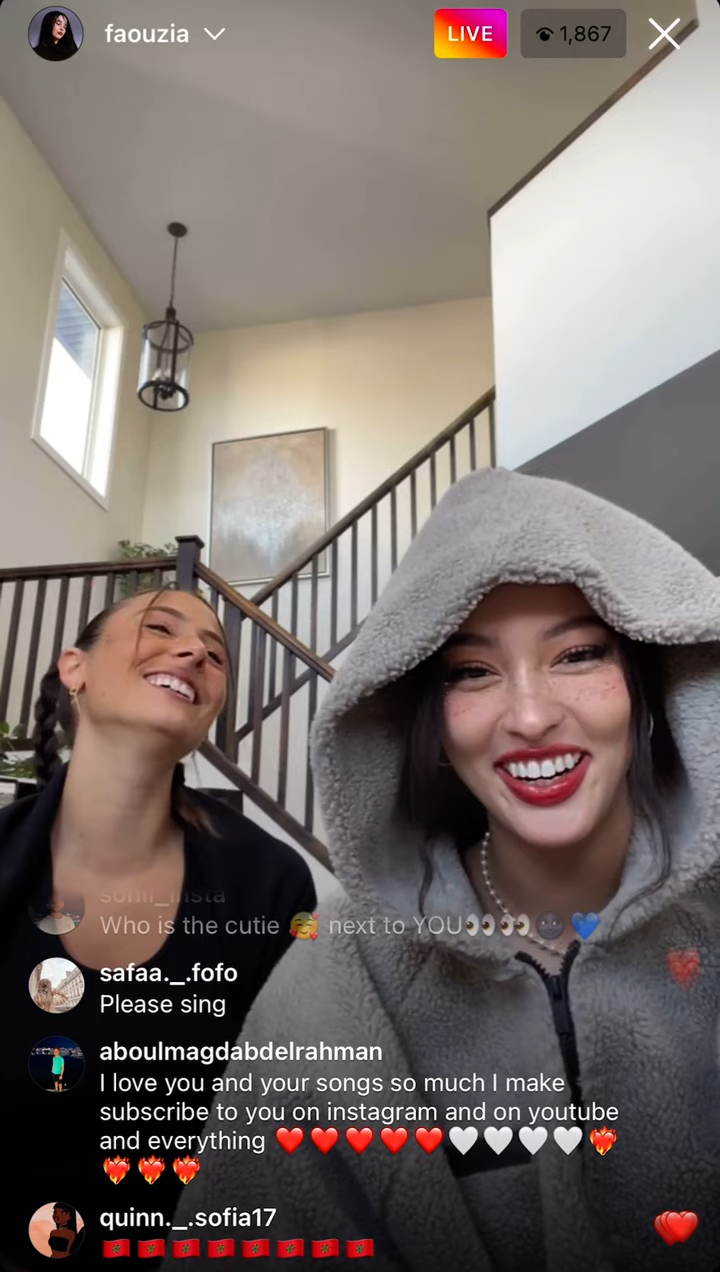 faouzia
LIVE
1,867
sofii_insta
Who is the cutie 🥰 next to YOU👀👀🌚💙
safaa._.fofo
Please sing
aboulmagdabdelrahman
I love you and your songs so much I make
subscribe to you on instagram and on youtube
and everything ❤️❤️❤️❤️❤️🤍🤍🤍🤍❤️‍🔥
❤️‍🔥❤️‍🔥❤️‍🔥
quinn._.sofia17
🇲🇦🇲🇦🇲🇦🇲🇦🇲🇦🇲🇦🇲🇦🇲🇦